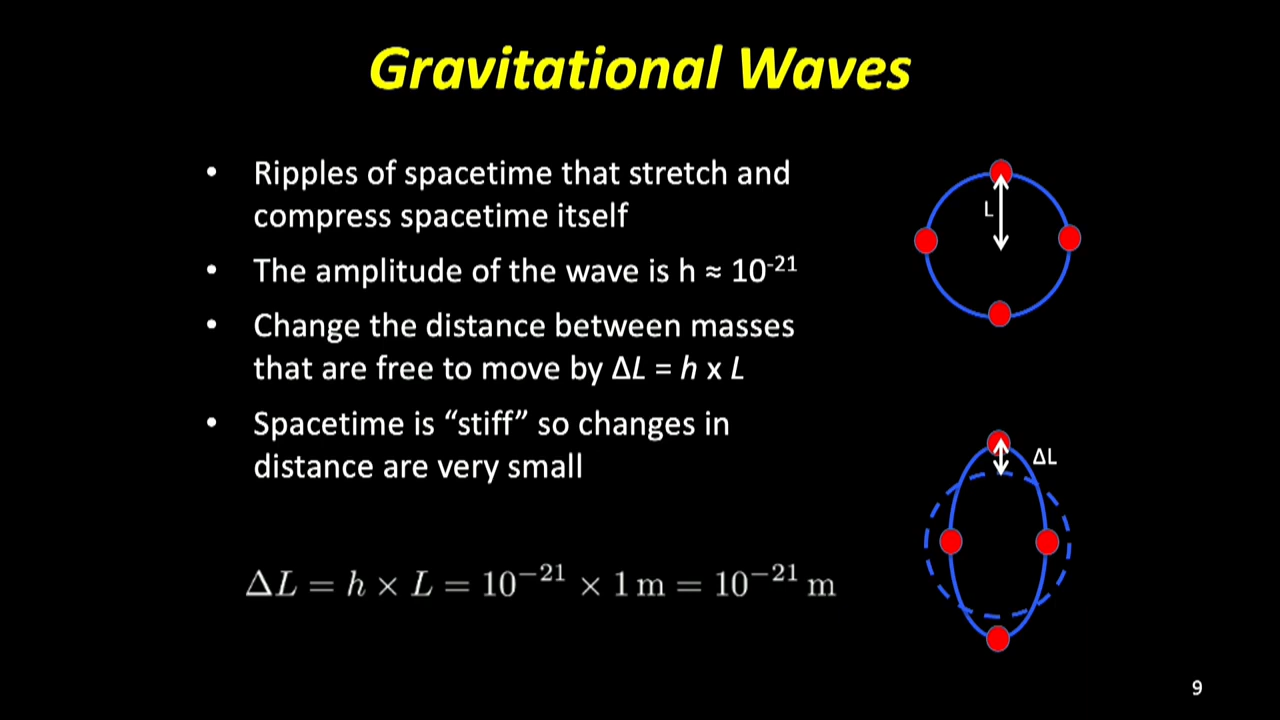 Gravitational Waves
• Ripples of spacetime that stretch and
compress spacetime itself
• The amplitude of the wave is h ≈ 10⁻²¹
• Change the distance between masses
that are free to move by ΔL = h x L
• Spacetime is “stiff” so changes in
distance are very small
ΔL = h × L = 10⁻²¹ × 1 m = 10⁻²¹ m
L
ΔL
9